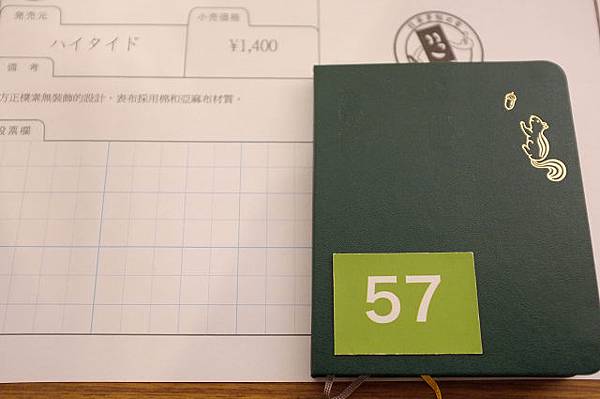 発売元
小売価格
ハイタイド
¥1,400
備考
方正樸素無裝飾的設計，表布採用棉和亞麻布材質。
投票欄
57